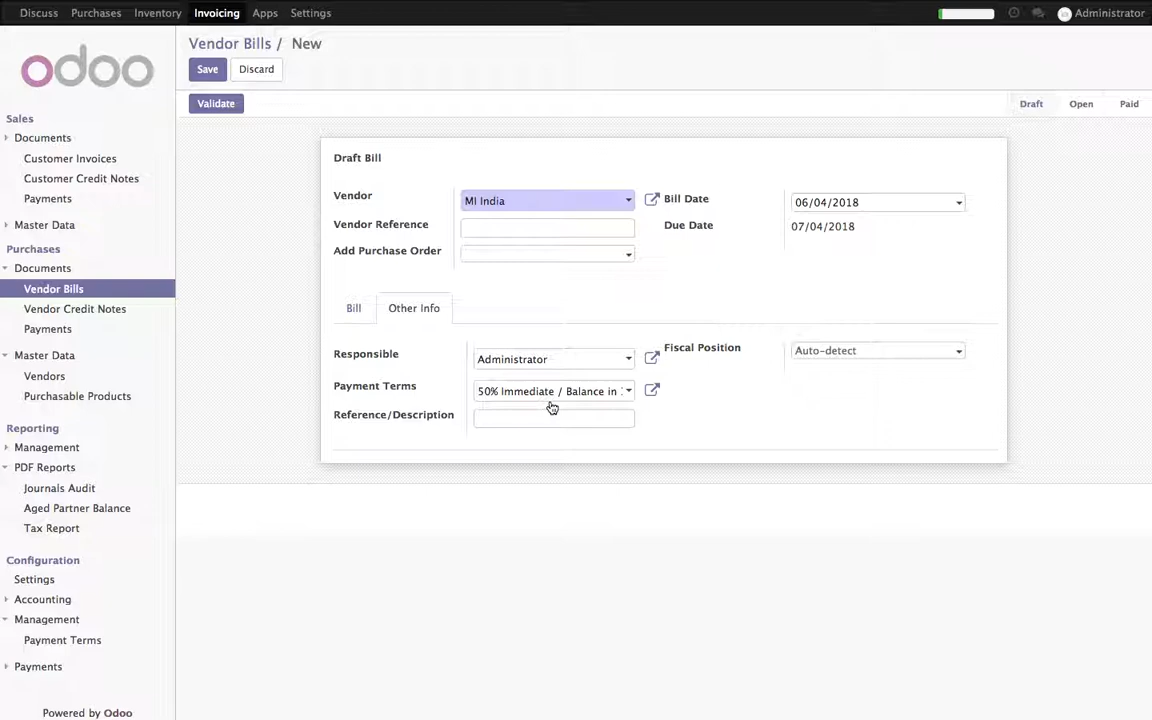 Discuss Purchases Inventory Invoicing Apps Settings Administrator
odoo
Vendor Bills / New
Save Discard
Validate Draft Open Paid
Sales
Documents
Customer Invoices
Customer Credit Notes
Payments
Master Data
Purchases
Documents
Vendor Bills
Vendor Credit Notes
Payments
Master Data
Vendors
Purchasable Products
Reporting
Management
PDF Reports
Journals Audit
Aged Partner Balance
Tax Report
Configuration
Settings
Accounting
Management
Payment Terms
Payments
Powered by Odoo
Draft Bill
Vendor MI India Bill Date 06/04/2018
Vendor Reference Due Date 07/04/2018
Add Purchase Order
Bill Other Info
Responsible Administrator Fiscal Position Auto-detect
Payment Terms 50% Immediate / Balance in
Reference/Description